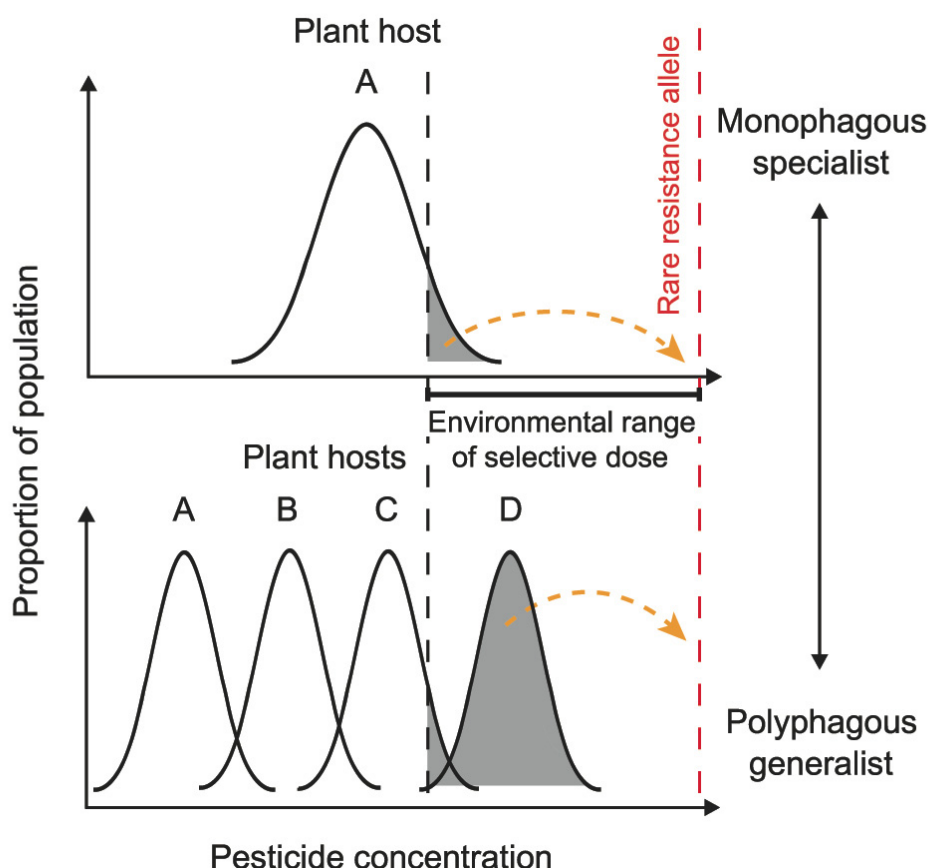 Plant host
A
Rare resistance allele
Monophagous
specialist
Proportion of population
Environmental range
of selective dose
Plant hosts
A B C D
Polyphagous
generalist
Pesticide concentration